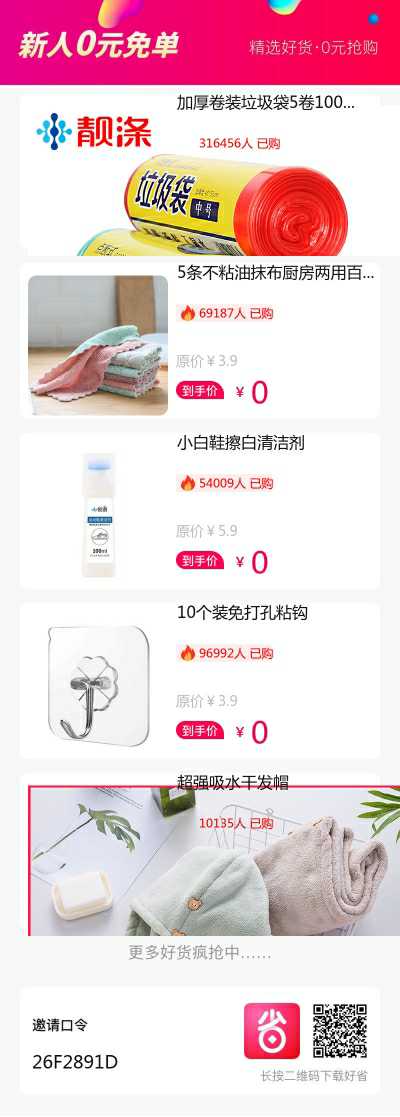 新人0元免单
精选好货·0元抢购
加厚卷装垃圾袋5卷100...
靓涤
316456人 已购
垃圾袋
中号
5条不粘油抹布厨房两用百...
69187人 已购
原价￥3.9
到手价 ￥0
小白鞋擦白清洁剂
54009人 已购
100ml
原价￥5.9
到手价 ￥0
10个装免打孔粘钩
96992人 已购
原价￥3.9
到手价 ￥0
超强吸水干发帽
10135人 已购
更多好货疯抢中......
邀请口令
省
26F2891D
长按二维码下载好省